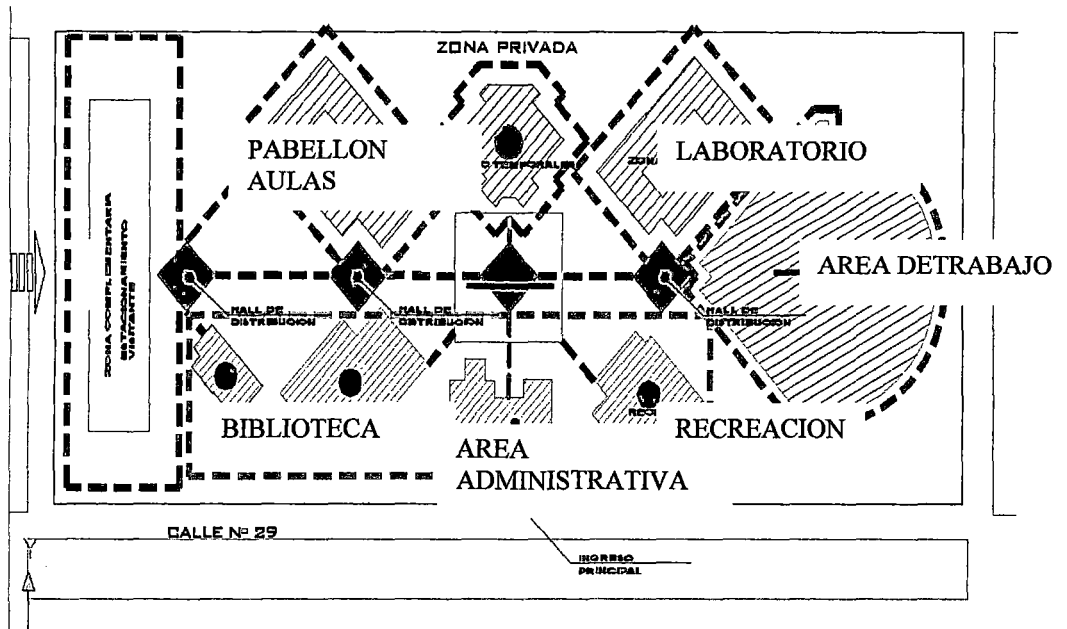 ZONA PRIVADA
PABELLON
AULAS
TEMPORALES
LABORATORIO
ZONA COMPLEMENTARIA
ESTACIONAMIENTO
VISITANTE
AREA DETRABAJO
HALL DE
DISTRIBUCION
HALL DE
DISTRIBUCION
HALL DE
DISTRIBUCION
BIBLIOTECA
RECREACION
AREA
ADMINISTRATIVA
CALLE Nº 29
INGRESO
PRINCIPAL